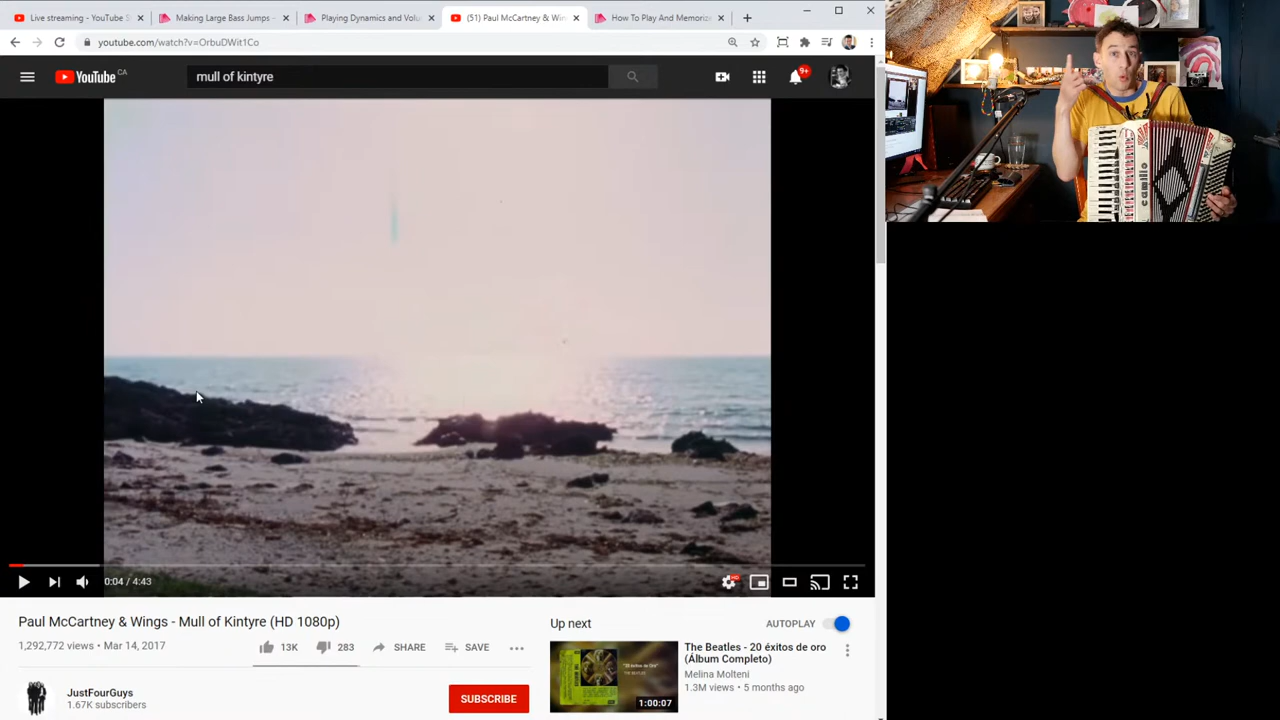 Live streaming - YouTube S
Making Large Bass Jumps -
Playing Dynamics and Volu
(51) Paul McCartney & Win
How To Play And Memoriz
youtube.com/watch?v=OrbuDWit1Co
YouTube CA
mull of kintyre
9+
camillo
0:04 / 4:43
HD
Paul McCartney & Wings - Mull of Kintyre (HD 1080p)
1,292,772 views • Mar 14, 2017
13K
283
SHARE
SAVE
JustFourGuys
1.67K subscribers
SUBSCRIBE
Up next
AUTOPLAY
The Beatles - 20 éxitos de oro
(Álbum Completo)
Melina Molteni
1.3M views • 5 months ago
1:00:07